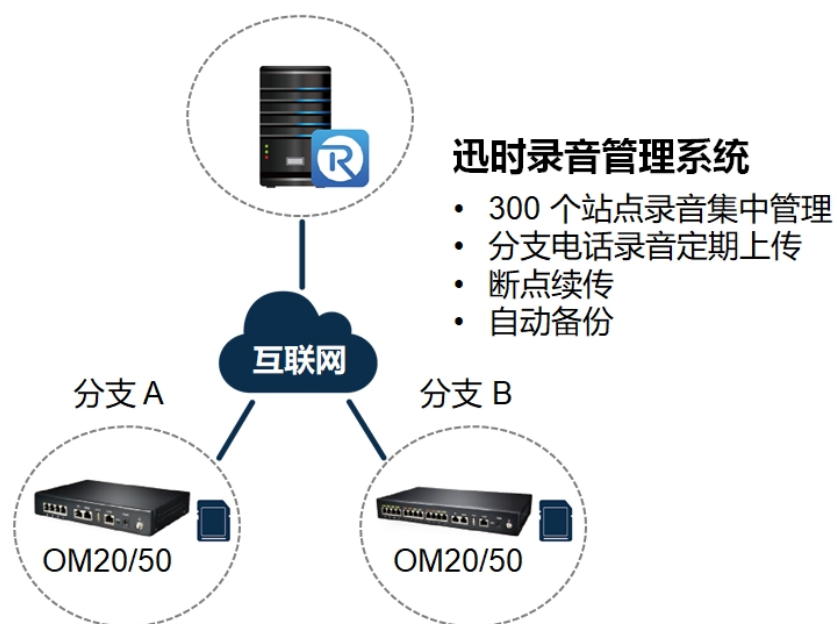 迅时录音管理系统
• 300 个站点录音集中管理
• 分支电话录音定期上传
• 断点续传
• 自动备份
互联网
分支 A
分支 B
OM20/50
OM20/50